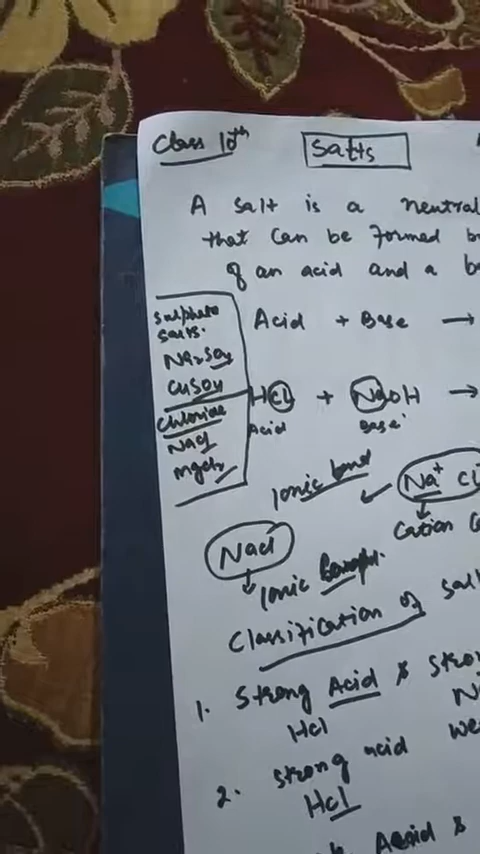 Class 10th
Salts
A salt is a neutral
that can be formed b
of an acid and a b
Sulphate
salts.
Na2SO4
CuSO4
Chloride
NaCl
MgCl2
Acid + Base →
HCl + NaOH →
Acid Base
Ionic bond
Na+ Cl
Cation C
NaCl
Ionic
Classification of Sal
1. Strong Acid & Stro
HCl N
2. Strong acid We
HCl
Acid &